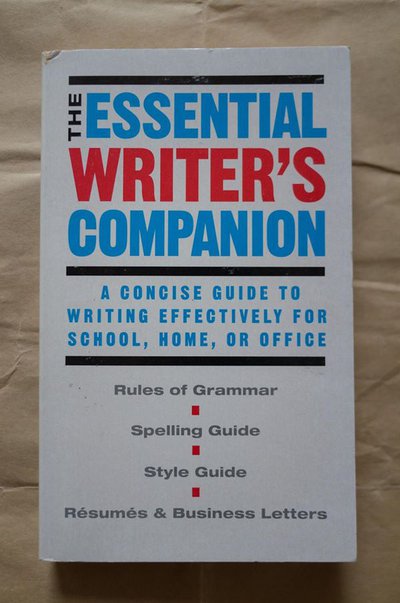 THE
ESSENTIAL
WRITER'S
COMPANION
A CONCISE GUIDE TO
WRITING EFFECTIVELY FOR
SCHOOL, HOME, OR OFFICE
Rules of Grammar
Spelling Guide
Style Guide
Résumés & Business Letters